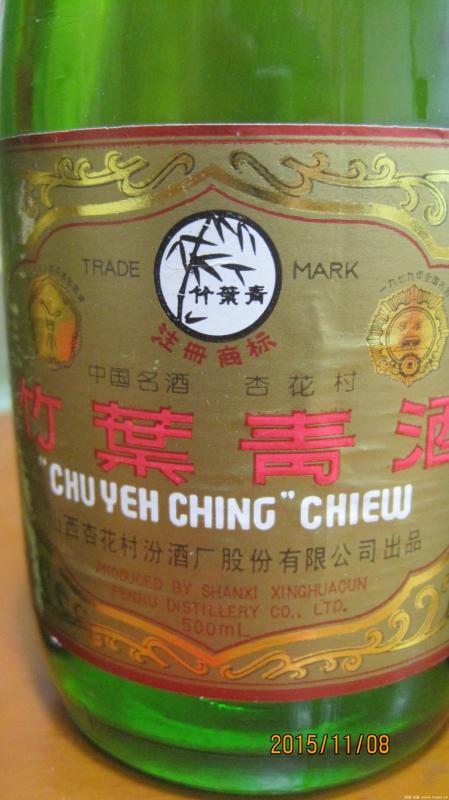 TRADE MARK
竹葉青
注冊商标
中国名酒 杏花村
竹葉青酒
"CHU YEH CHING" CHIEW
山西杏花村汾酒厂股份有限公司出品
PRODUCED BY SHANXI XINGHUACUN
FENJIU DISTILLERY CO., LTD.
500mL
2015/11/08